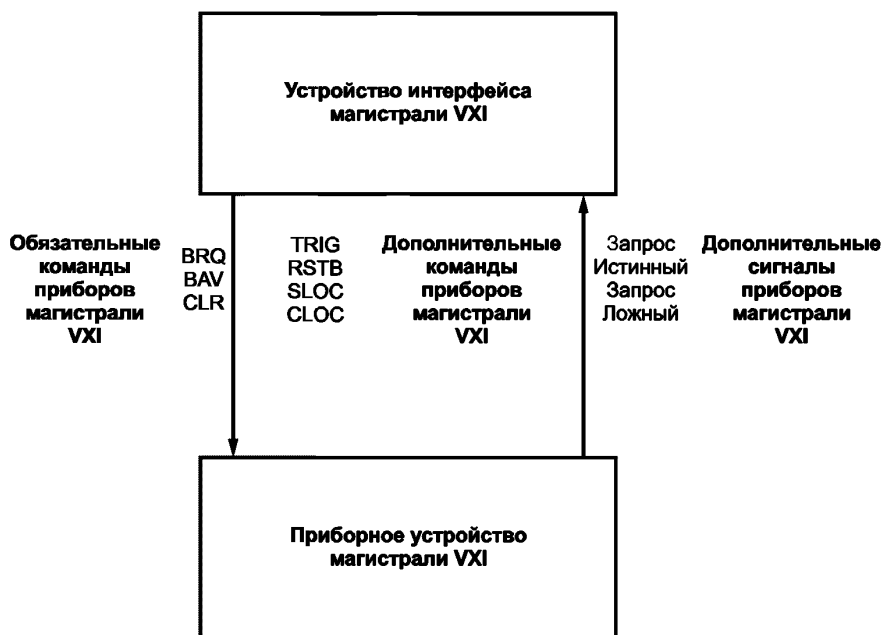 Устройство интерфейса
магистрали VXI
Обязательные
команды
приборов
магистрали
VXI
BRQ
BAV
CLR
TRIG
RSTB
SLOC
CLOC
Дополнительные
команды
приборов
магистрали
VXI
Запрос
Истинный
Запрос
Ложный
Дополнительные
сигналы
приборов
магистрали
VXI
Приборное устройство
магистрали VXI